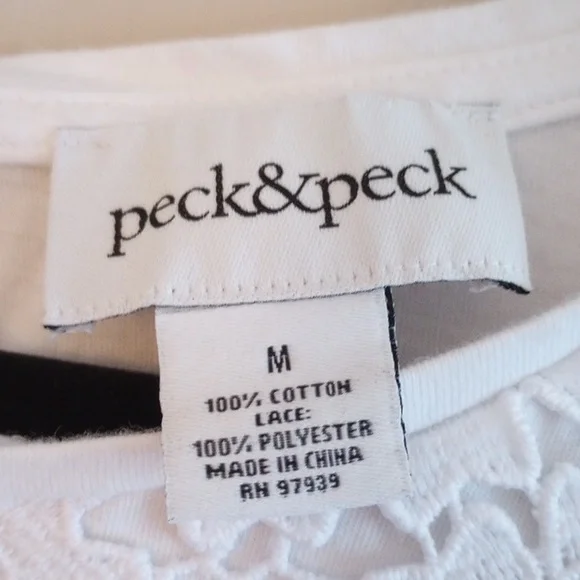 peck&peck
M
100% COTTON
LACE:
100% POLYESTER
MADE IN CHINA
RN 97939